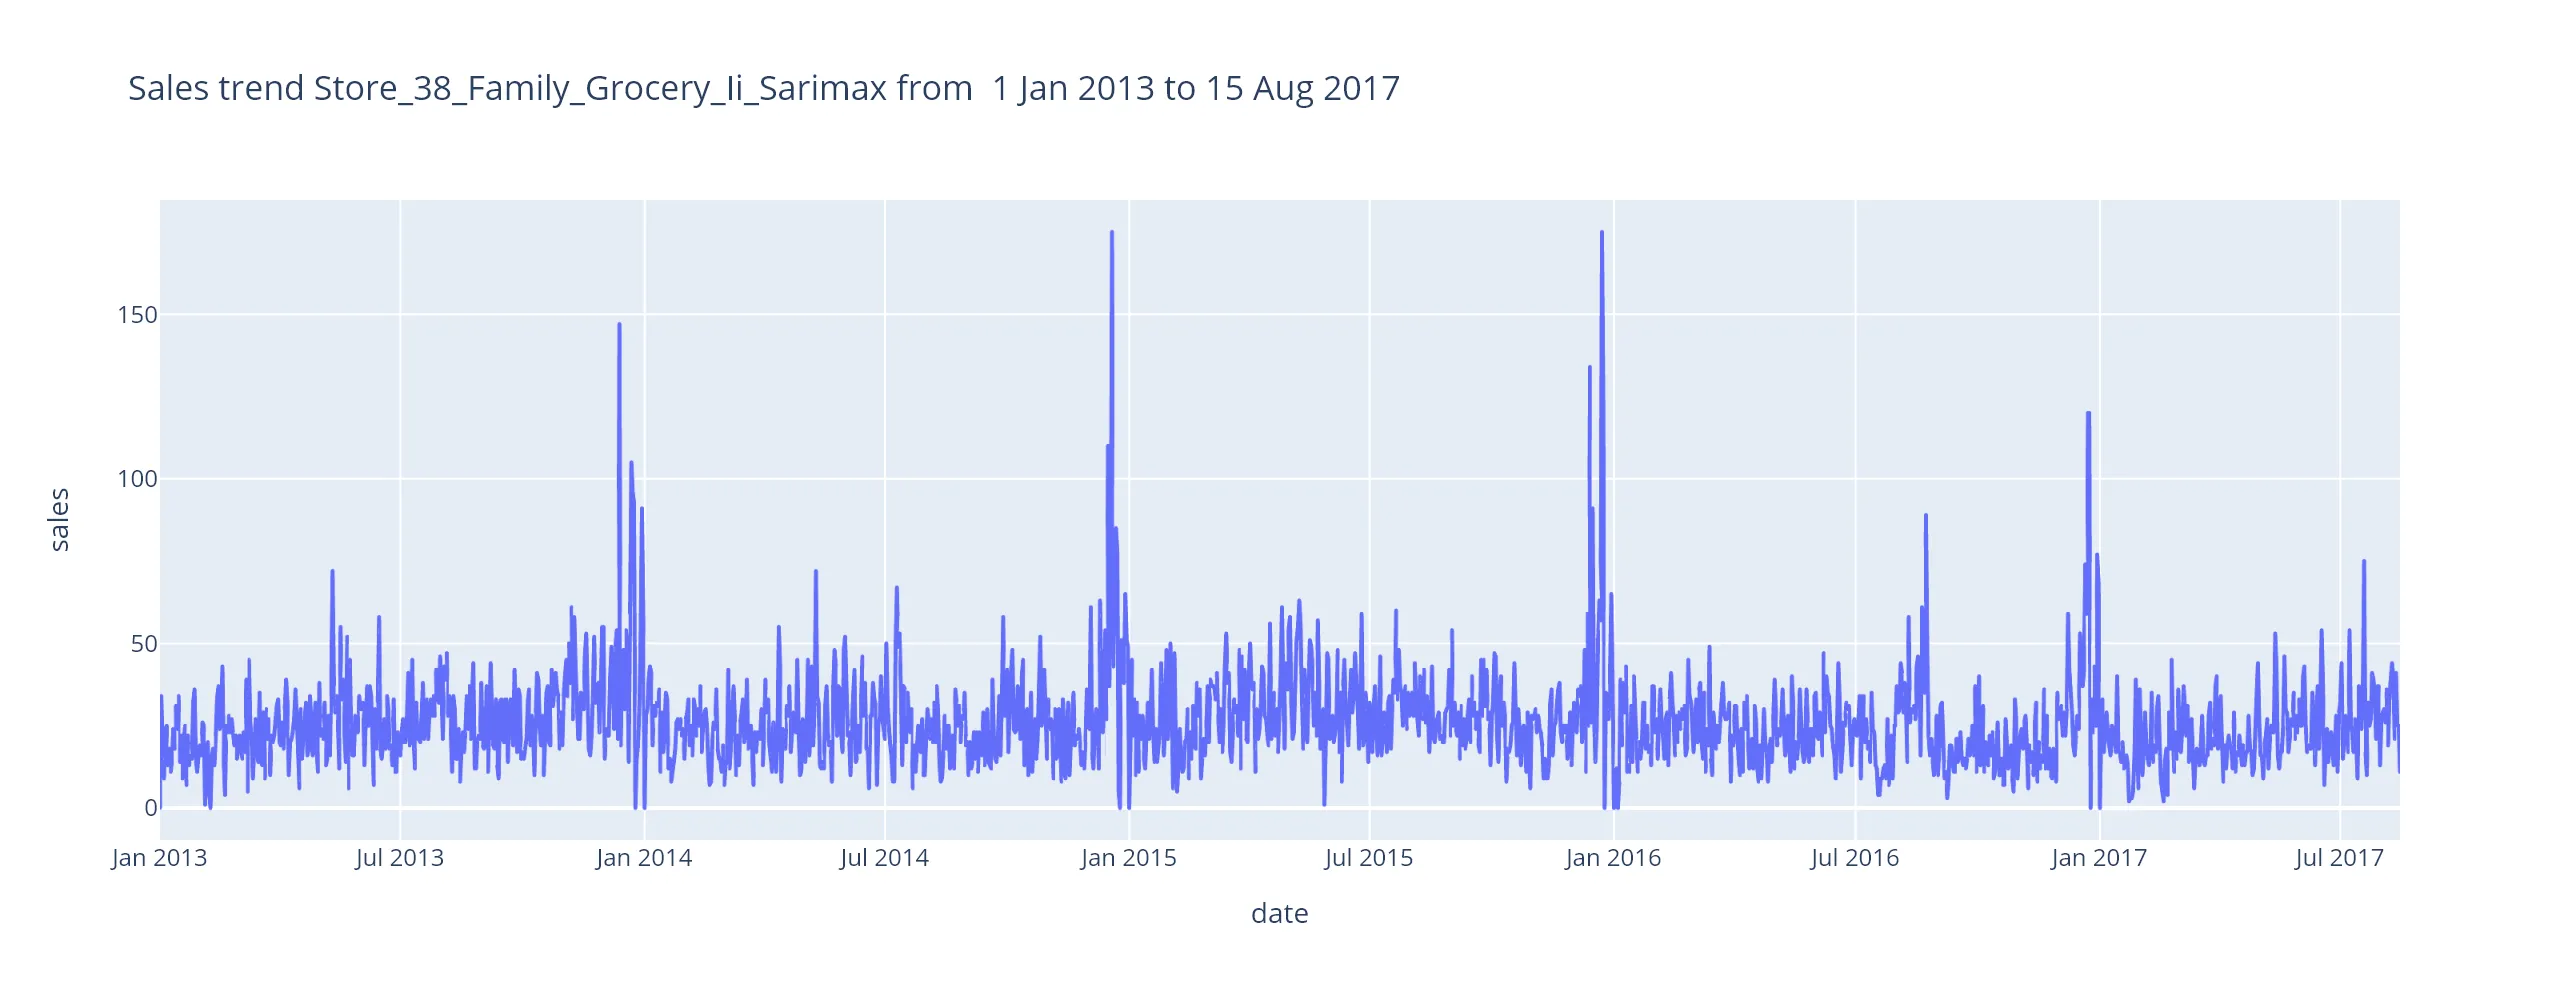 Sales trend Store_38_Family_Grocery_Ii_Sarimax from  1 Jan 2013 to 15 Aug 2017
sales
150
100
50
0
Jan 2013 Jul 2013 Jan 2014 Jul 2014 Jan 2015 Jul 2015 Jan 2016 Jul 2016 Jan 2017 Jul 2017
date